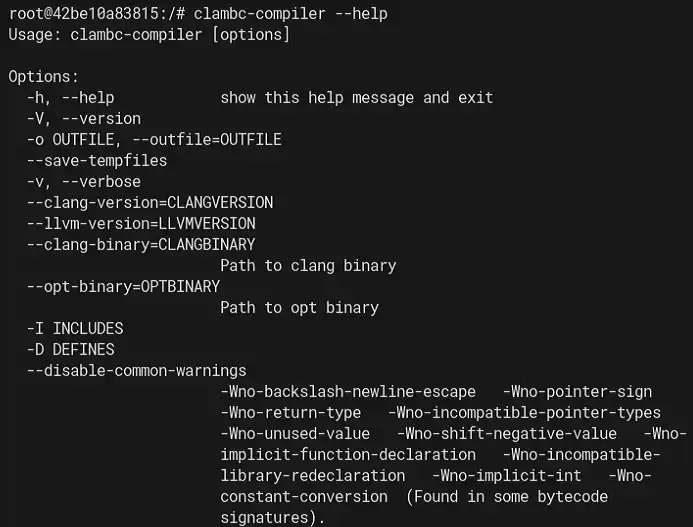 root@42be10a83815:/# clambc-compiler --help
Usage: clambc-compiler [options]

Options:
  -h, --help            show this help message and exit
  -V, --version
  -o OUTFILE, --outfile=OUTFILE
  --save-tempfiles
  -v, --verbose
  --clang-version=CLANGVERSION
  --llvm-version=LLVMVERSION
  --clang-binary=CLANGBINARY
                        Path to clang binary
  --opt-binary=OPTBINARY
                        Path to opt binary
  -I INCLUDES
  -D DEFINES
  --disable-common-warnings
                        -Wno-backslash-newline-escape   -Wno-pointer-sign
                        -Wno-return-type   -Wno-incompatible-pointer-types
                        -Wno-unused-value   -Wno-shift-negative-value   -Wno-
                        implicit-function-declaration   -Wno-incompatible-
                        library-redeclaration   -Wno-implicit-int   -Wno-
                        constant-conversion  (Found in some bytecode
                        signatures).